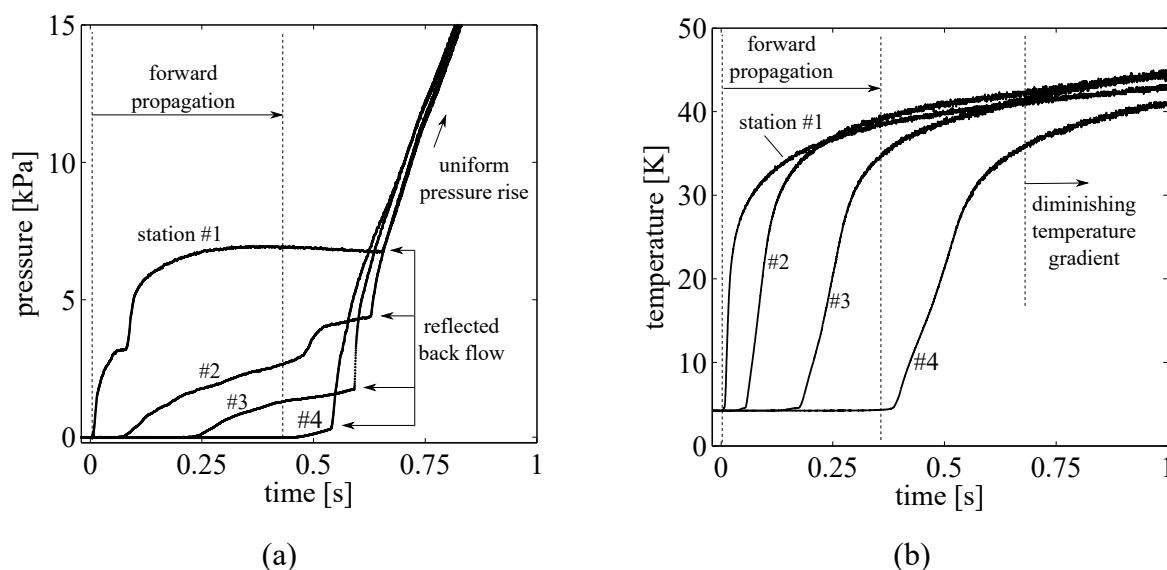 15
10
5
0
pressure [kPa]
forward
propagation
uniform
pressure rise
station #1
reflected
back flow
#2
#3
#4
0
0.25
0.5
0.75
1
time [s]
(a)
50
40
30
20
10
0
temperature [K]
forward
propagation
station #1
#2
#3
#4
diminishing
temperature
gradient
0
0.25
0.5
0.75
1
time [s]
(b)